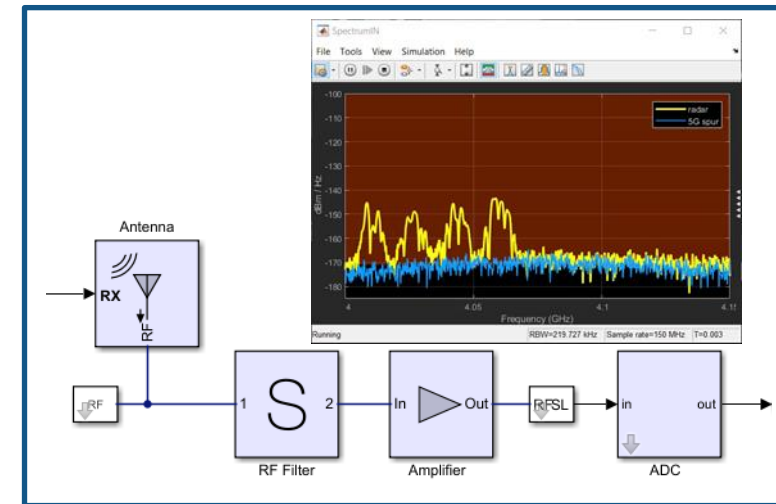 SpectrumIN
File Tools View Simulation Help
-100
-110
-120
-130
-140
-150
-160
-170
-180
dBm / Hz
radar
5G spur
4
4.05
4.1
4.15
Frequency (GHz)
Running
RBW=219.727 kHz Sample rate=150 MHz T=0.003
Antenna
RX
RF
RF
1
S
2
RF Filter
In
Out
Amplifier
in
out
ADC